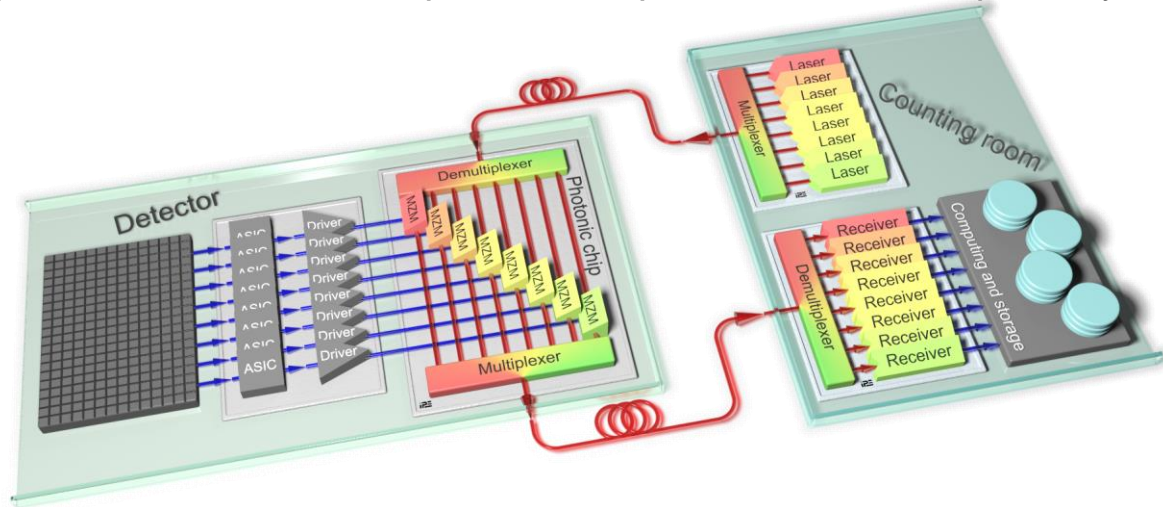 Detector
ASIC
ASIC
ASIC
ASIC
ASIC
ASIC
ASIC
ASIC
Driver
Driver
Driver
Driver
Driver
Driver
Driver
Driver
Demultiplexer
MZM
MZM
MZM
MZM
MZM
MZM
MZM
MZM
Multiplexer
Photonic chip
Multiplexer
Laser
Laser
Laser
Laser
Laser
Laser
Laser
Laser
Counting room
Demultiplexer
Receiver
Receiver
Receiver
Receiver
Receiver
Receiver
Receiver
Receiver
Computing and storage